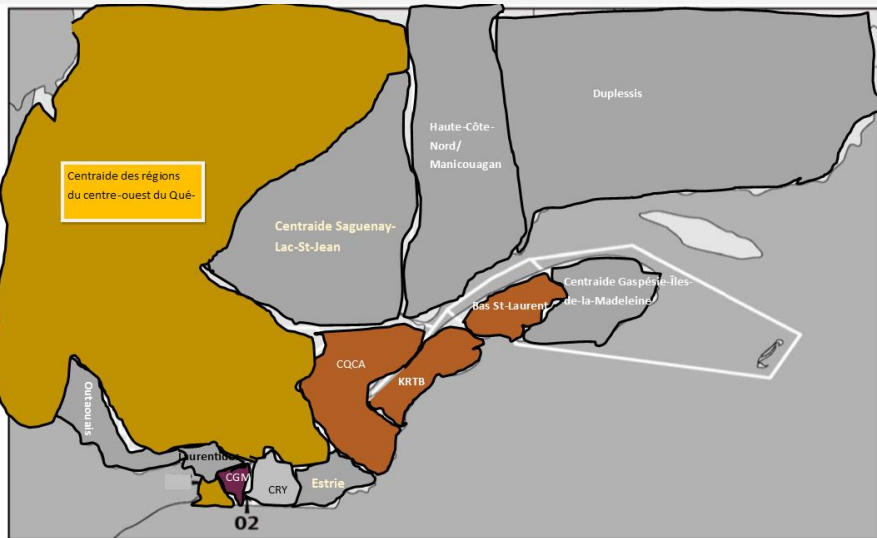 Duplessis
Haute-Côte-
Nord/
Manicouagan
Centraide des régions
du centre-ouest du Qué-
Centraide Saguenay-
Lac-St-Jean
Centraide Gaspésie-Îles-
de-la-Madeleine
Bas St-Laurent
CQCA
KRTB
Outaouais
Laurentides
CGM
CRY
Estrie
02